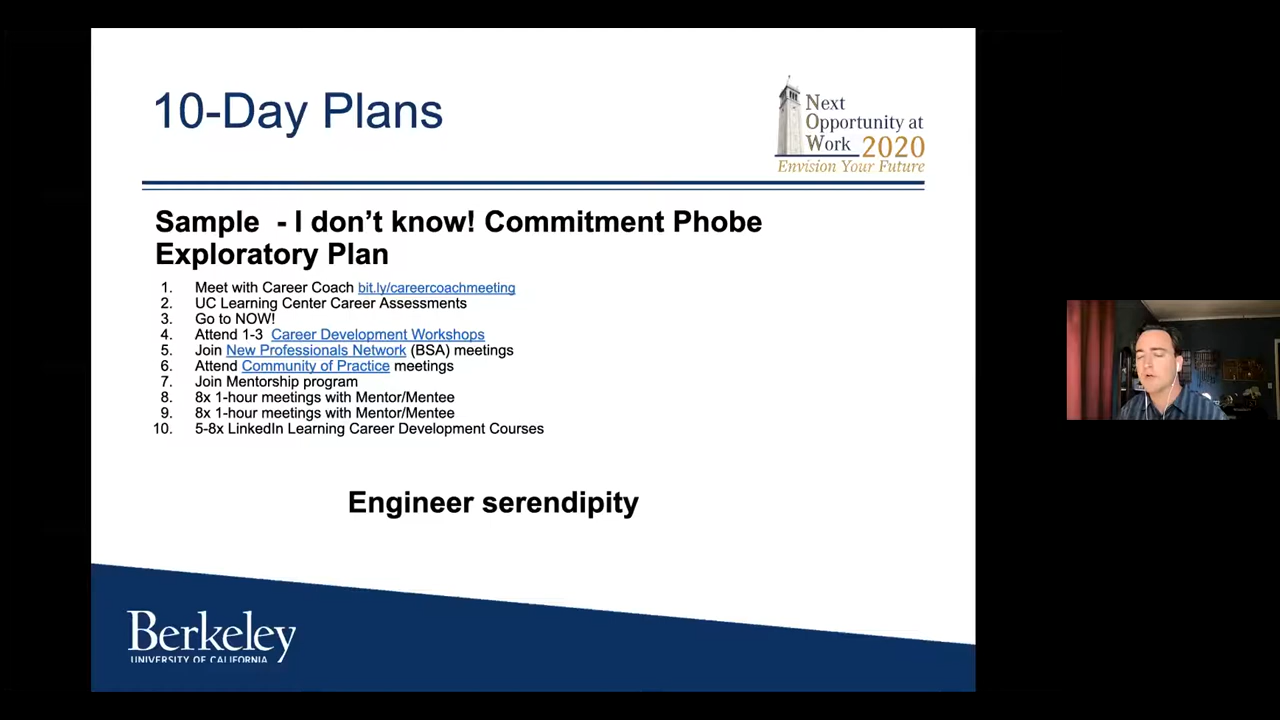 10-Day Plans
Next
Opportunity at
Work 2020
Envision Your Future
Sample - I don't know! Commitment Phobe
Exploratory Plan
1. Meet with Career Coach bit.ly/careercoachmeeting
2. UC Learning Center Career Assessments
3. Go to NOW!
4. Attend 1-3 Career Development Workshops
5. Join New Professionals Network (BSA) meetings
6. Attend Community of Practice meetings
7. Join Mentorship program
8. 8x 1-hour meetings with Mentor/Mentee
9. 8x 1-hour meetings with Mentor/Mentee
10. 5-8x LinkedIn Learning Career Development Courses
Engineer serendipity
Berkeley
UNIVERSITY OF CALIFORNIA